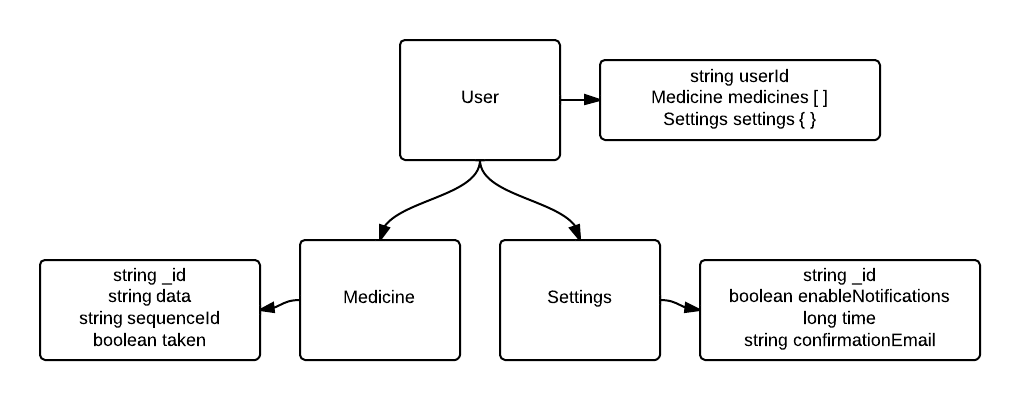 User
string userId
Medicine medicines [ ]
Settings settings { }
string _id
string data
string sequenceId
boolean taken
Medicine
Settings
string _id
boolean enableNotifications
long time
string confirmationEmail